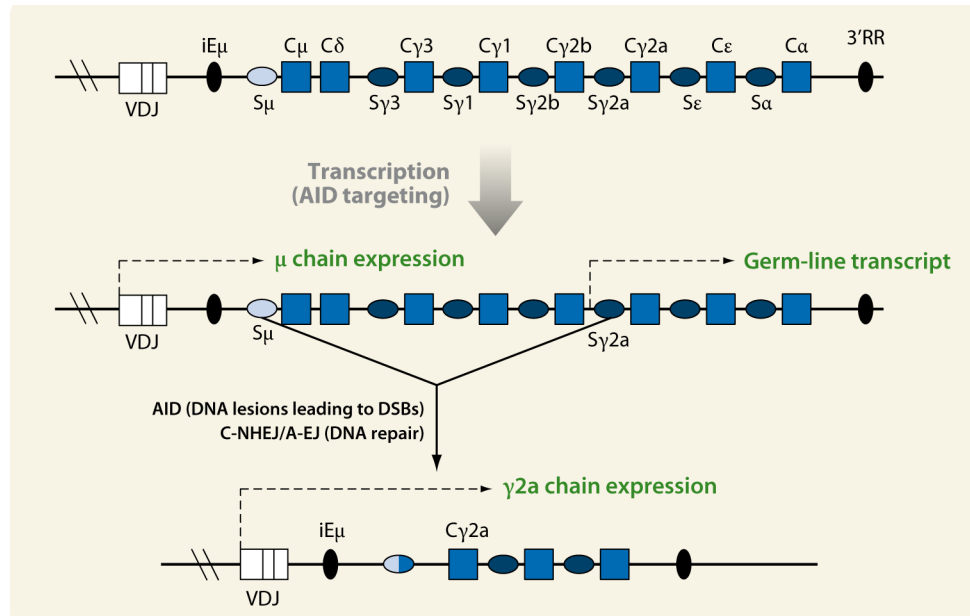 iEμ Cμ Cδ Cγ3 Cγ1 Cγ2b Cγ2a Cε Cα 3’RR
VDJ Sμ Sγ3 Sγ1 Sγ2b Sγ2a Sε Sα
Transcription
(AID targeting)
μ chain expression
Germ-line transcript
VDJ Sμ Sγ2a
AID (DNA lesions leading to DSBs)
C-NHEJ/A-EJ (DNA repair)
γ2a chain expression
iEμ Cγ2a
VDJ